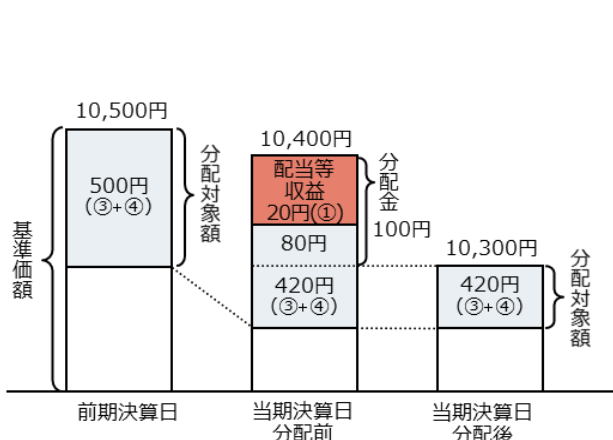 10,500円
500円
(③+④)
分配対象額
基準価額
前期決算日
10,400円
配当等
収益
20円(①)
80円
420円
(③+④)
分配金
100円
当期決算日
分配前
10,300円
420円
(③+④)
分配対象額
当期決算日
分配後